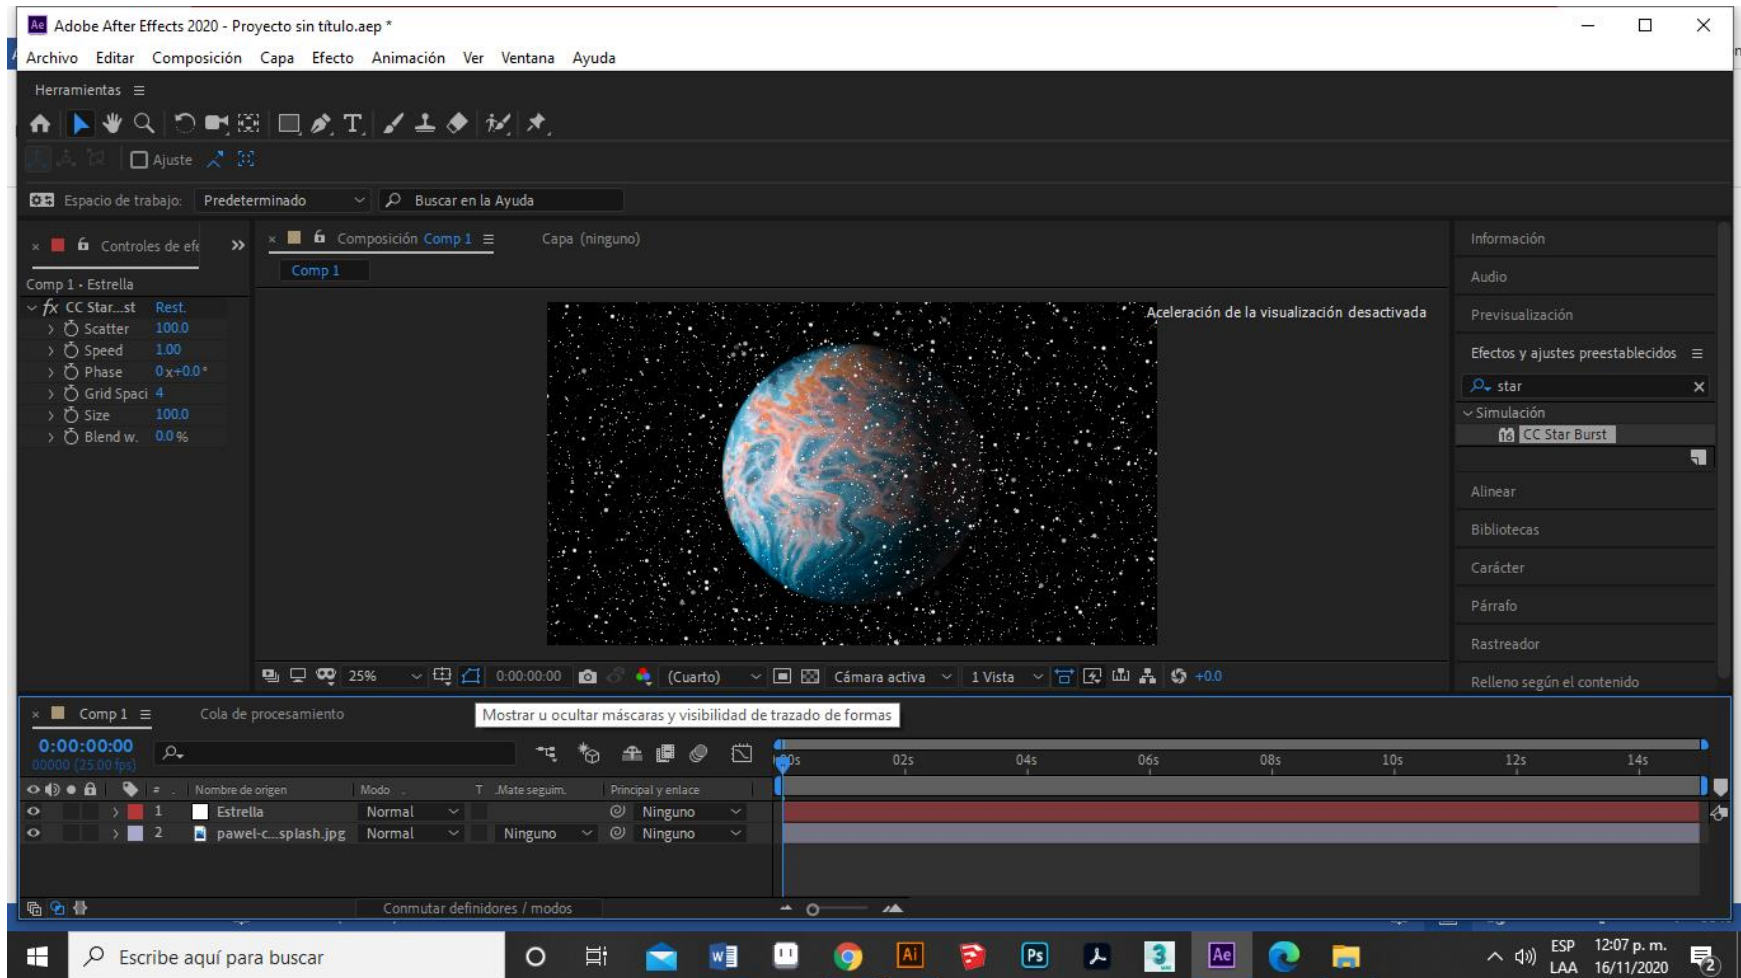 Adobe After Effects 2020 - Proyecto sin título.aep *
Archivo Editar Composición Capa Efecto Animación Ver Ventana Ayuda
Herramientas
Ajuste
Espacio de trabajo: Predeterminado Buscar en la Ayuda
Controles de efe
Composición Comp 1 Capa (ninguno)
Comp 1
Comp 1 · Estrella
fx CC Star...st Rest.
Scatter 100.0
Speed 1.00
Phase 0x+0.0°
Grid Spaci 4
Size 100.0
Blend w. 0.0 %
Aceleración de la visualización desactivada
Información
Audio
Previsualización
Efectos y ajustes preestablecidos
star
Simulación
16 CC Star Burst
Alinear
Bibliotecas
Carácter
Párrafo
Rastreador
Relleno según el contenido
25% 0:00:00:00 (Cuarto) Cámara activa 1 Vista +0.0
Comp 1 Cola de procesamiento
Mostrar u ocultar máscaras y visibilidad de trazado de formas
0:00:00:00
00000 (25.00 fps)
02s 04s 06s 08s 10s 12s 14s
Nombre de origen Modo T .Mate seguim. Principal y enlace
1 Estrella Normal Ninguno
2 pawel-c...splash.jpg Normal Ninguno Ninguno
Conmutar definidores / modos
Escribe aquí para buscar
Ai
Ps
3
Ae
ESP
LAA
12:07 p. m.
16/11/2020
2